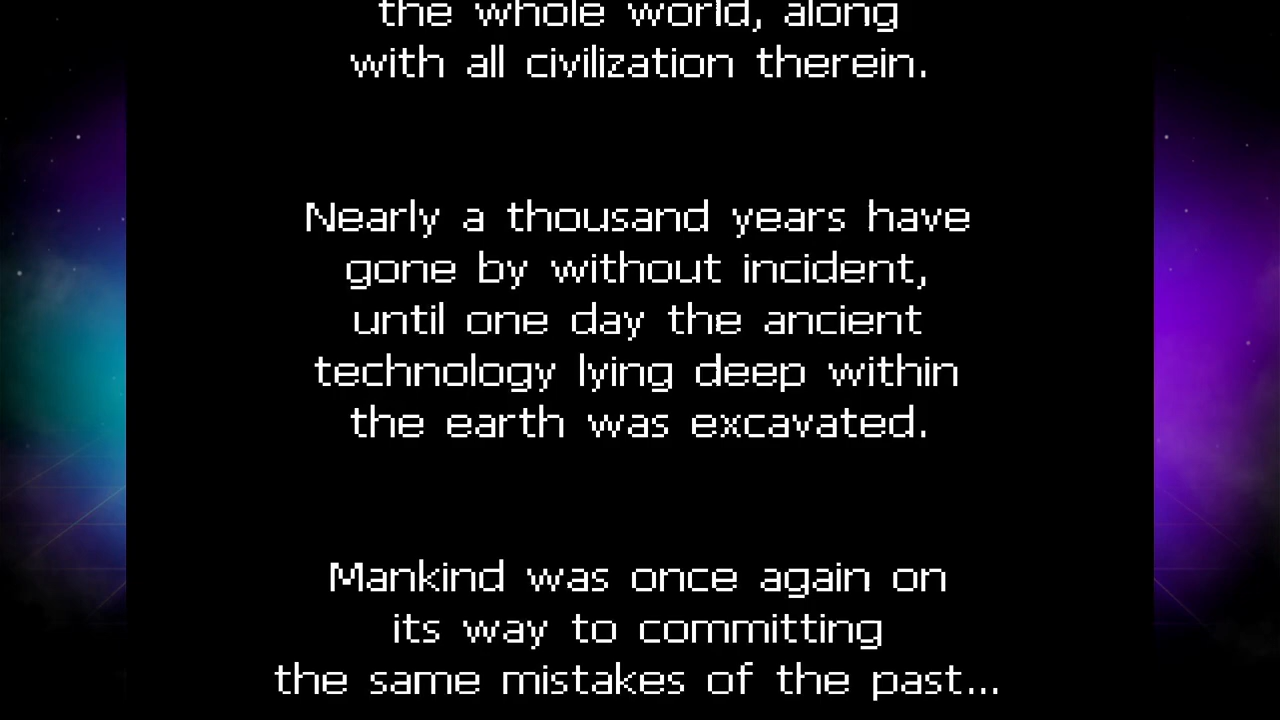 the whole world, along
with all civilization therein.
Nearly a thousand years have
gone by without incident,
until one day the ancient
technology lying deep within
the earth was excavated.
Mankind was once again on
its way to committing
the same mistakes of the past...